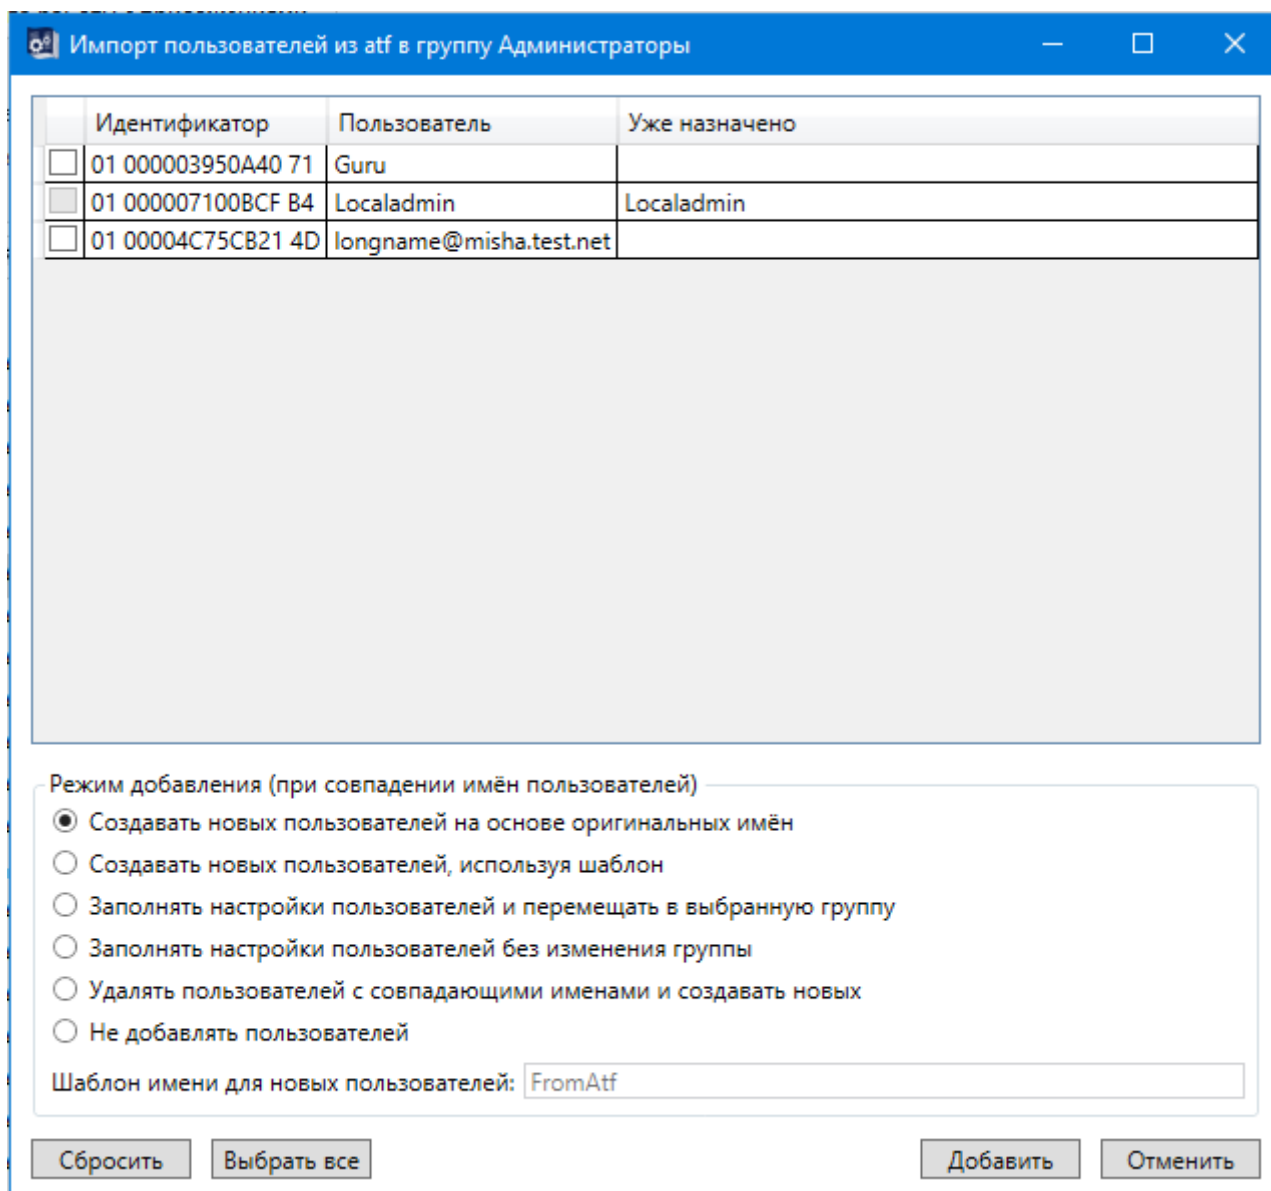 Импорт пользователей из atf в группу Администраторы
Идентификатор Пользователь Уже назначено
01 000003950A40 71 Guru
01 000007100BCF B4 Localadmin Localadmin
01 00004C75CB21 4D longname@misha.test.net
Режим добавления (при совпадении имён пользователей)
Создавать новых пользователей на основе оригинальных имён
Создавать новых пользователей, используя шаблон
Заполнять настройки пользователей и перемещать в выбранную группу
Заполнять настройки пользователей без изменения группы
Удалять пользователей с совпадающими именами и создавать новых
Не добавлять пользователей
Шаблон имени для новых пользователей: FromAtf
Сбросить Выбрать все Добавить Отменить